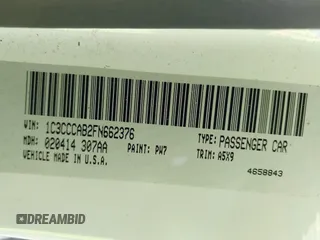 VIN: 1C3CCCAB2FN662376
MDH: 020414 307AA
VEHICLE MADE IN U.S.A.
PAINT: PW7
TYPE: PASSENGER CAR
TRIM: A5X9
4658843
DREAMBID